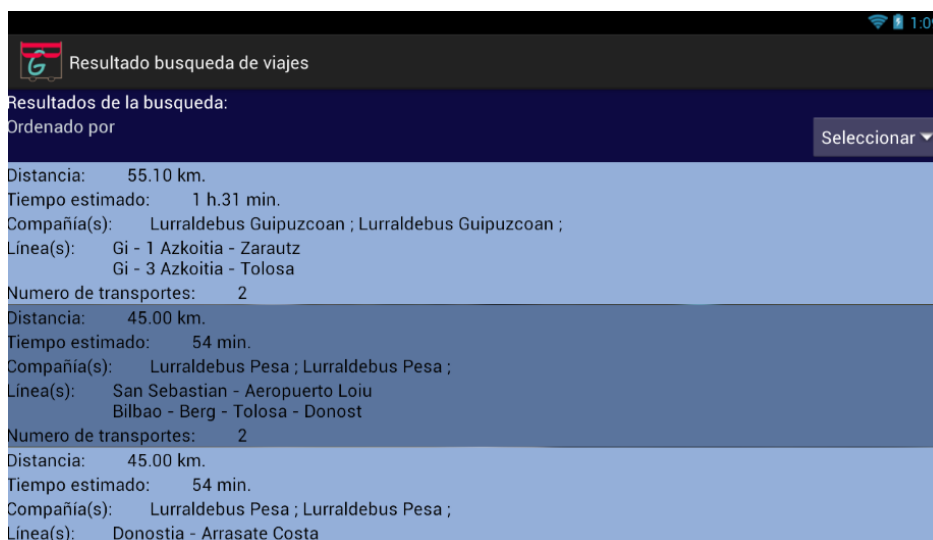 1:09
G
Resultado busqueda de viajes
Resultados de la busqueda:
Ordenado por
Seleccionar
Distancia: 55.10 km.
Tiempo estimado: 1 h.31 min.
Compañía(s): Lurraldebus Guipuzcoan ; Lurraldebus Guipuzcoan ;
Línea(s): Gi - 1 Azkoitia - Zarautz
Gi - 3 Azkoitia - Tolosa
Numero de transportes: 2
Distancia: 45.00 km.
Tiempo estimado: 54 min.
Compañía(s): Lurraldebus Pesa ; Lurraldebus Pesa ;
Línea(s): San Sebastian - Aeropuerto Loiu
Bilbao - Berg - Tolosa - Donost
Numero de transportes: 2
Distancia: 45.00 km.
Tiempo estimado: 54 min.
Compañía(s): Lurraldebus Pesa ; Lurraldebus Pesa ;
Línea(s): Donostia - Arrasate Costa